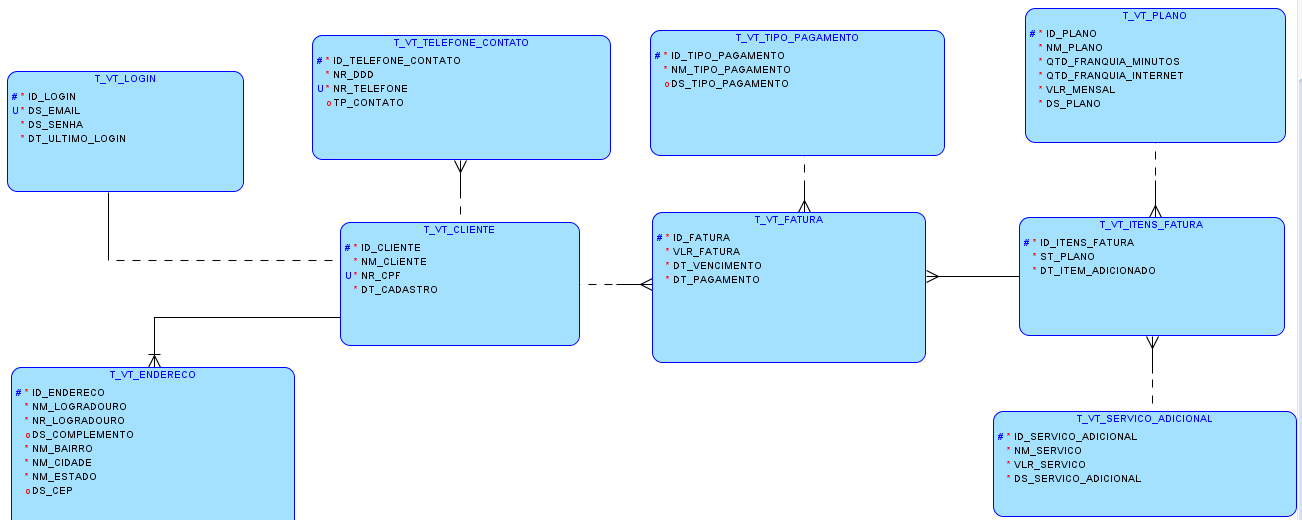 T_VT_LOGIN
#* ID_LOGIN
U* DS_EMAIL
* DS_SENHA
* DT_ULTIMO_LOGIN
T_VT_TELEFONE_CONTATO
#* ID_TELEFONE_CONTATO
* NR_DDD
U* NR_TELEFONE
o TP_CONTATO
T_VT_TIPO_PAGAMENTO
#* ID_TIPO_PAGAMENTO
* NM_TIPO_PAGAMENTO
o DS_TIPO_PAGAMENTO
T_VT_PLANO
#* ID_PLANO
* NM_PLANO
* QTD_FRANQUIA_MINUTOS
* QTD_FRANQUIA_INTERNET
* VLR_MENSAL
* DS_PLANO
T_VT_CLIENTE
#* ID_CLIENTE
* NM_CLiENTE
U* NR_CPF
* DT_CADASTRO
T_VT_FATURA
#* ID_FATURA
* VLR_FATURA
* DT_VENCIMENTO
* DT_PAGAMENTO
T_VT_ITENS_FATURA
#* ID_ITENS_FATURA
* ST_PLANO
* DT_ITEM_ADICIONADO
T_VT_ENDERECO
#* ID_ENDERECO
* NM_LOGRADOURO
* NR_LOGRADOURO
o DS_COMPLEMENTO
* NM_BAIRRO
* NM_CIDADE
* NM_ESTADO
o DS_CEP
T_VT_SERVICO_ADICIONAL
#* ID_SERVICO_ADICIONAL
* NM_SERVICO
* VLR_SERVICO
* DS_SERVICO_ADICIONAL